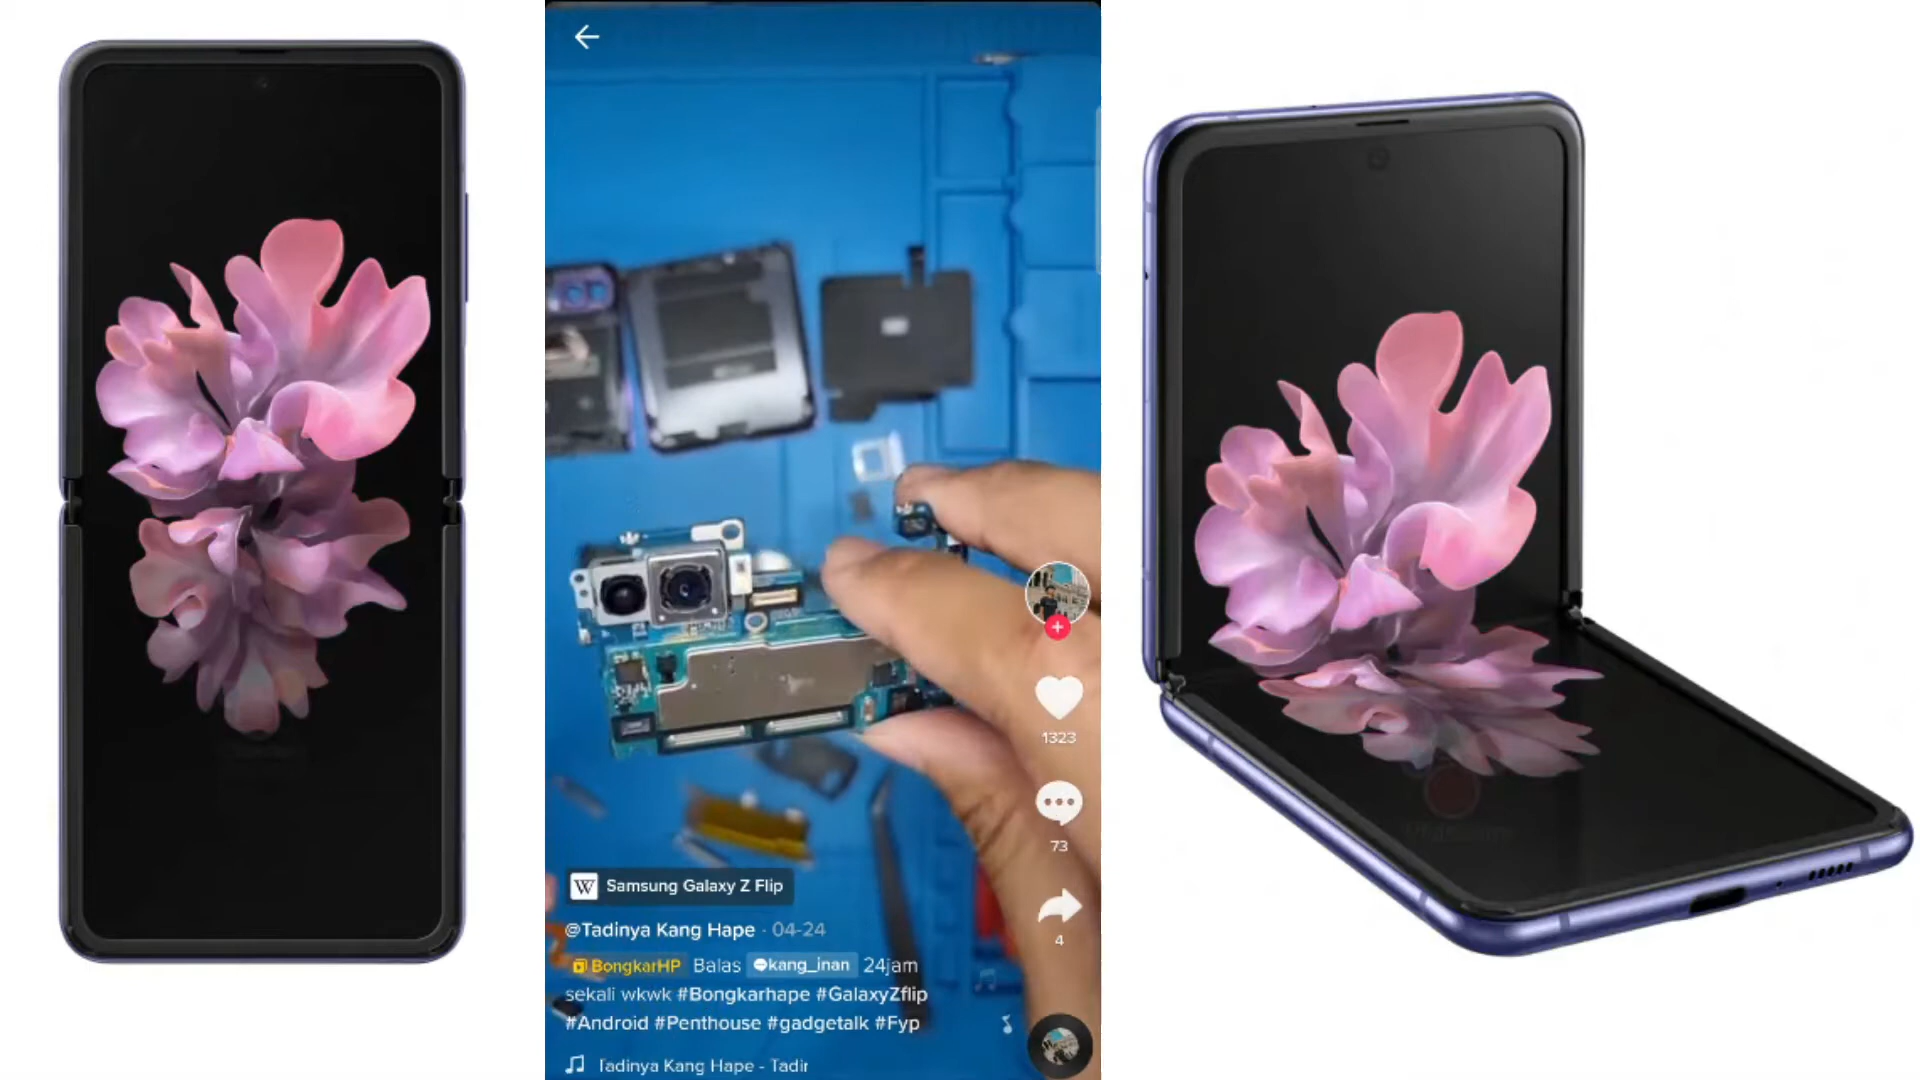 1323
73
4
W Samsung Galaxy Z Flip
@Tadinya Kang Hape · 04-24
BongkarHP Balas kang_inan 24jam
sekali wkwk #Bongkarhape #GalaxyZflip
#Android #Penthouse #gadgetalk #Fyp
Tadinya Kang Hape - Tadir